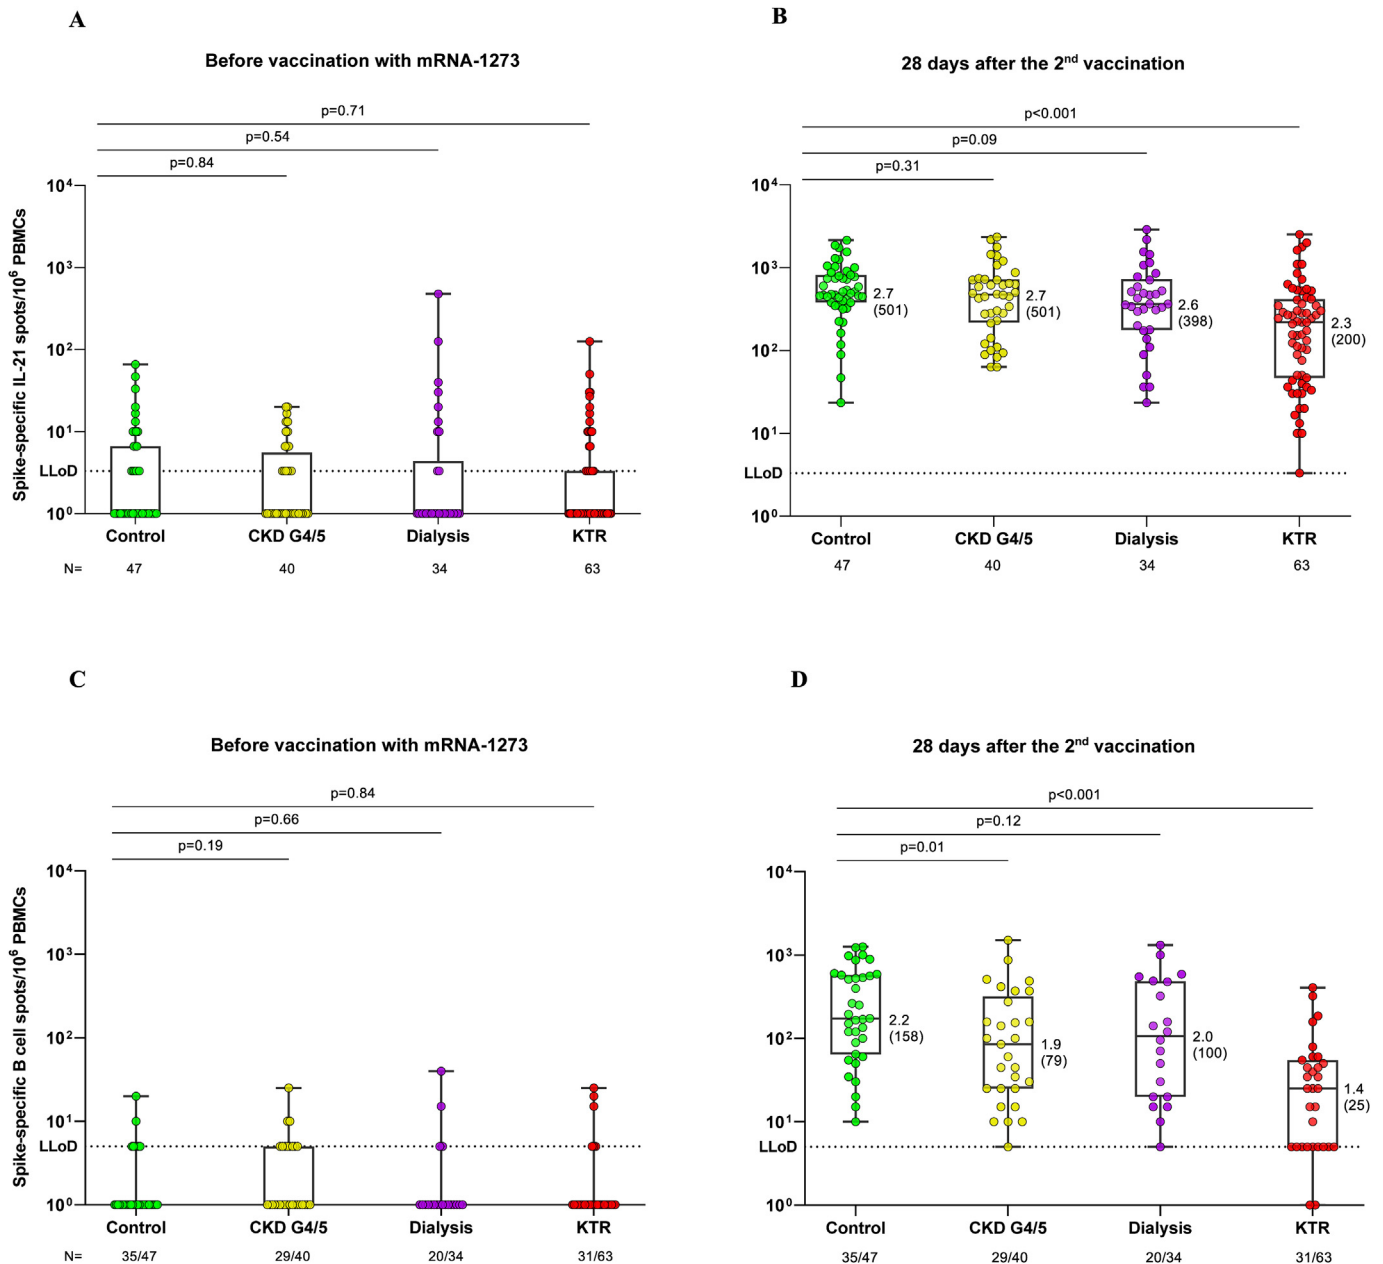 A
Before vaccination with mRNA-1273
p=0.71
p=0.54
p=0.84
Spike-specific IL-21 spots/10⁶ PBMCs
10⁴
10³
10²
10¹
LLoD
10⁰
Control
CKD G4/5
Dialysis
KTR
N=
47
40
34
63
B
28 days after the 2nd vaccination
p<0.001
p=0.09
p=0.31
10⁴
10³
10²
10¹
LLoD
10⁰
2.7
(501)
2.7
(501)
2.6
(398)
2.3
(200)
Control
CKD G4/5
Dialysis
KTR
47
40
34
63
C
Before vaccination with mRNA-1273
p=0.84
p=0.66
p=0.19
Spike-specific B cell spots/10⁶ PBMCs
10⁴
10³
10²
10¹
LLoD
10⁰
Control
CKD G4/5
Dialysis
KTR
N=
35/47
29/40
20/34
31/63
D
28 days after the 2nd vaccination
p<0.001
p=0.12
p=0.01
10⁴
10³
10²
10¹
LLoD
10⁰
2.2
(158)
1.9
(79)
2.0
(100)
1.4
(25)
Control
CKD G4/5
Dialysis
KTR
35/47
29/40
20/34
31/63